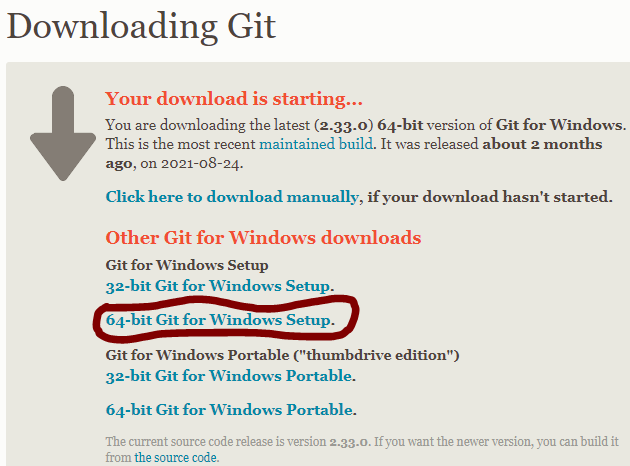 Downloading Git
Your download is starting...
You are downloading the latest (2.33.0) 64-bit version of Git for Windows.
This is the most recent maintained build. It was released about 2 months
ago, on 2021-08-24.
Click here to download manually, if your download hasn't started.
Other Git for Windows downloads
Git for Windows Setup
32-bit Git for Windows Setup.
64-bit Git for Windows Setup.
Git for Windows Portable ("thumbdrive edition")
32-bit Git for Windows Portable.
64-bit Git for Windows Portable.
The current source code release is version 2.33.0. If you want the newer version, you can build it
from the source code.